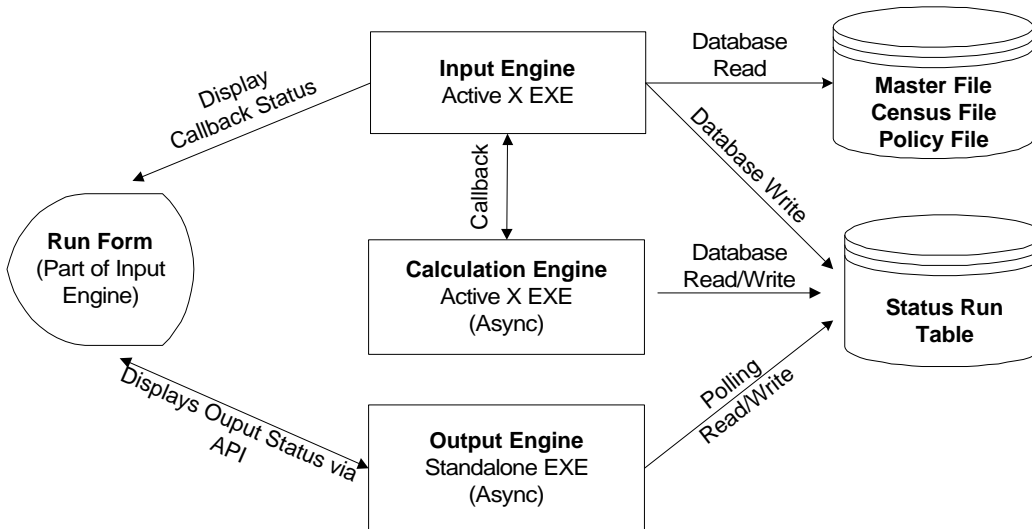 Input Engine
Active X EXE
Database
Read
Master File
Census File
Policy File
Display
Callback Status
Database Write
Callback
Run Form
(Part of Input
Engine)
Calculation Engine
Active X EXE
(Async)
Database
Read/Write
Status Run
Table
Displays Ouput Status via
API
Output Engine
Standalone EXE
(Async)
Polling
Read/Write